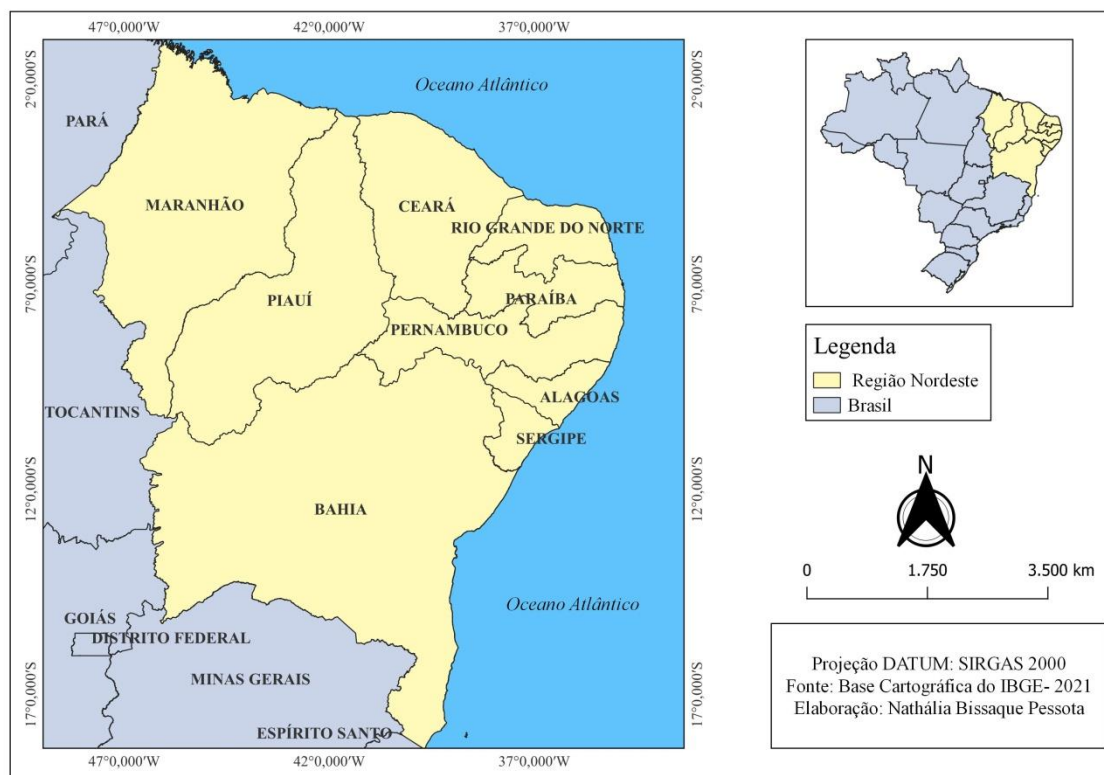 47°0,000'W 42°0,000'W 37°0,000'W
2°0,000'S 2°0,000'S
Oceano Atlântico
PARÁ
MARANHÃO
CEARÁ
RIO GRANDE DO NORTE
7°0,000'S 7°0,000'S
PIAUÍ
PARAÍBA
PERNAMBUCO
ALAGOAS
TOCANTINS
SERGIPE
12°0,000'S 12°0,000'S
BAHIA
Oceano Atlântico
GOIÁS
DISTRITO FEDERAL
MINAS GERAIS
17°0,000'S 17°0,000'S
ESPÍRITO SANTO
47°0,000'W 42°0,000'W 37°0,000'W
Legenda
Região Nordeste
Brasil
N
0 1.750 3.500 km
Projeção DATUM: SIRGAS 2000
Fonte: Base Cartográfica do IBGE- 2021
Elaboração: Nathália Bissaque Pessota